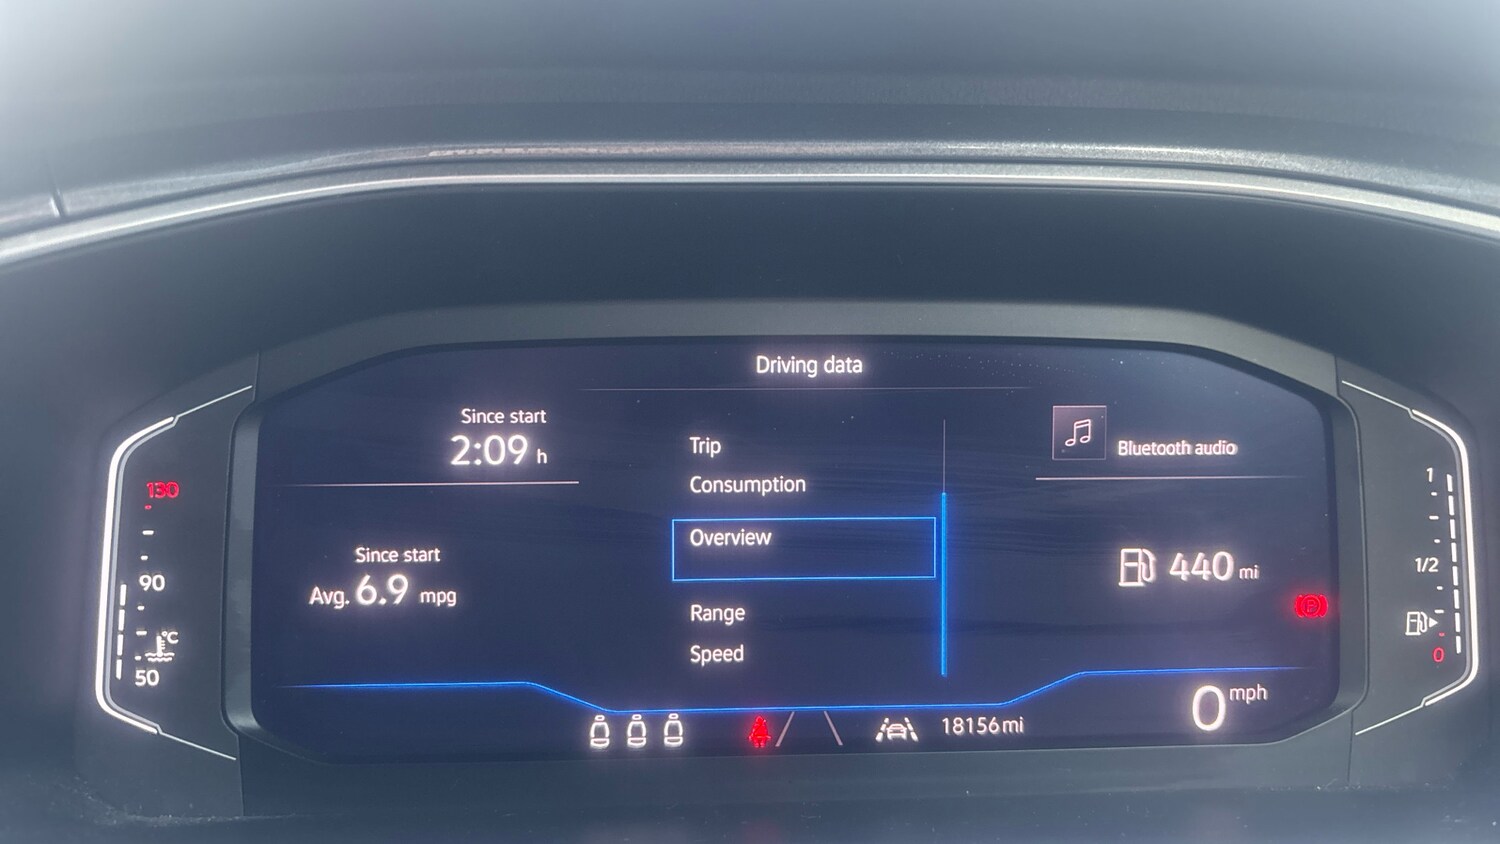 Driving data
Since start
2:09 h
Since start
Avg. 6.9 mpg
Trip
Consumption
Overview
Range
Speed
Bluetooth audio
440 mi
130
90
°C
50
1
1/2
0
P
18156 mi
0 mph